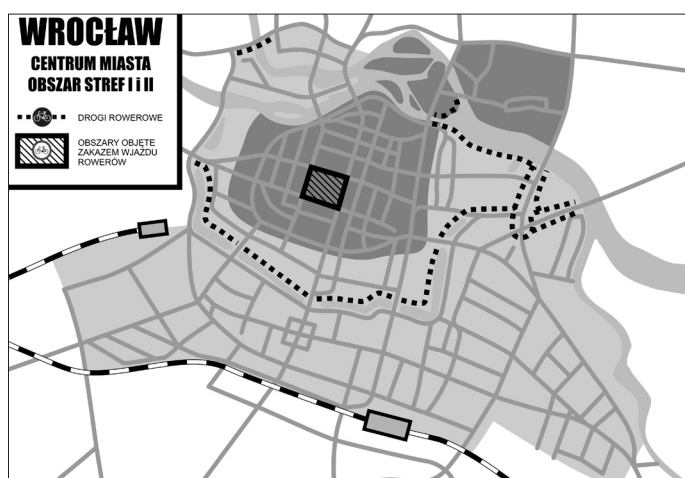 WROCŁAW
CENTRUM MIASTA
OBSZAR STREF I i II
DROGI ROWEROWE
OBSZARY OBJĘTE
ZAKAZEM WJAZDU
ROWERÓW